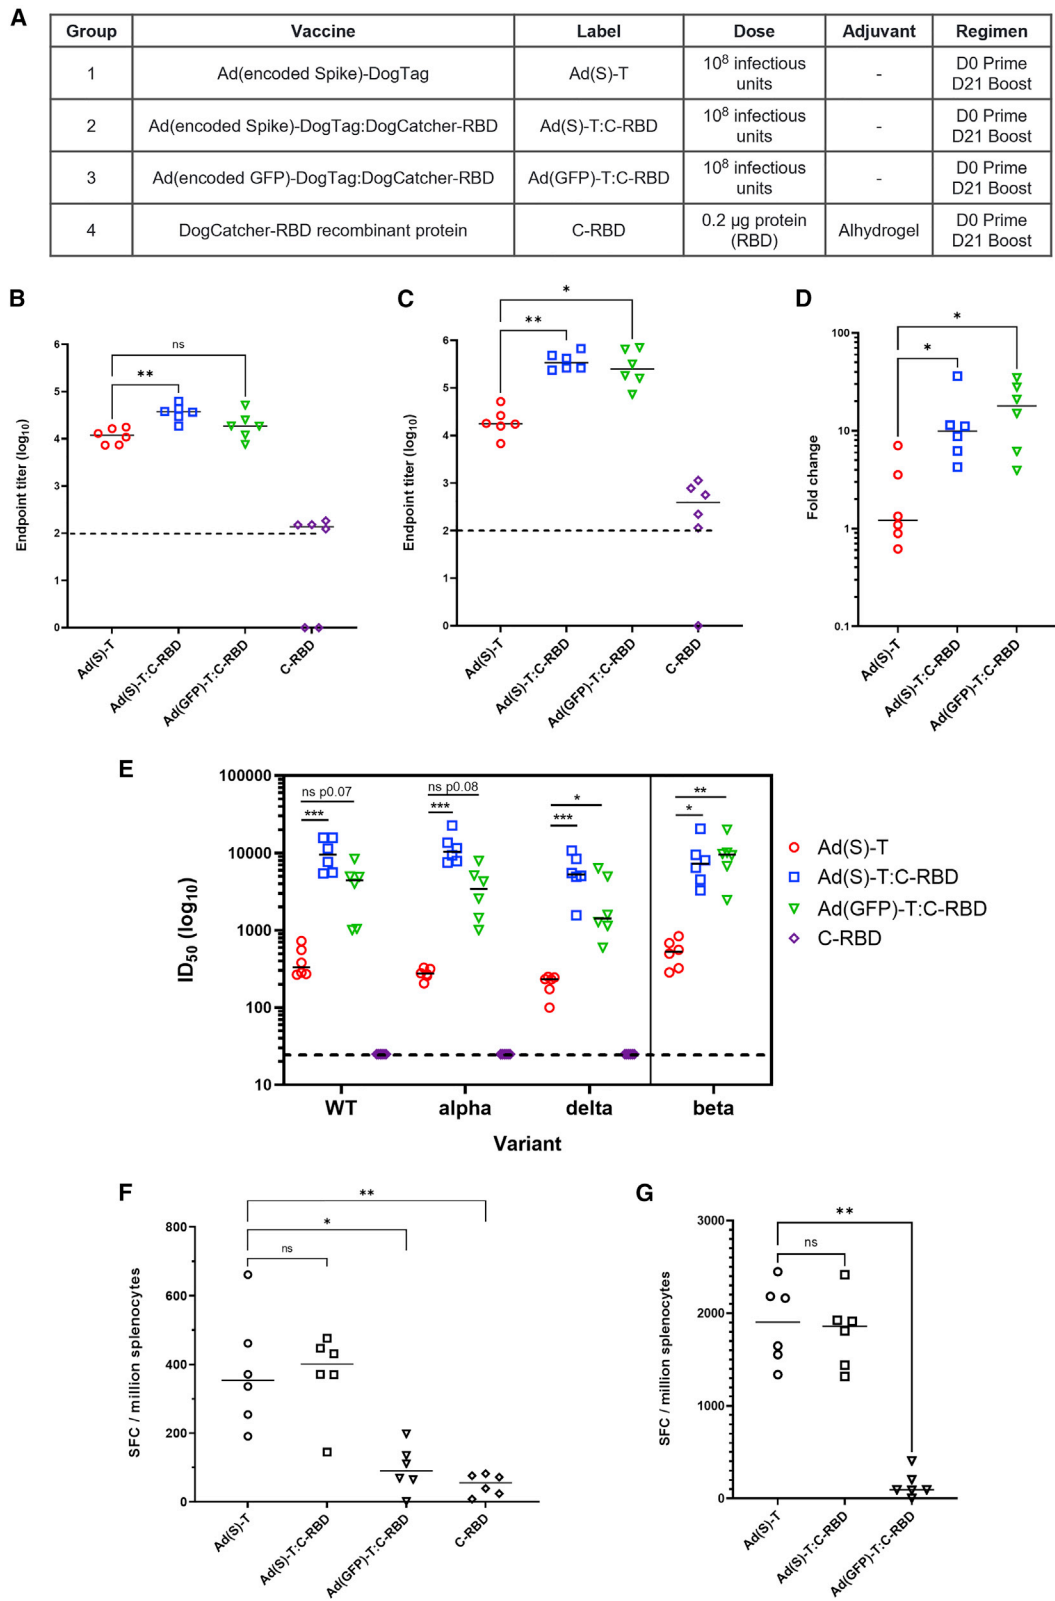 A
Group Vaccine Label Dose Adjuvant Regimen
1 Ad(encoded Spike)-DogTag Ad(S)-T 10⁸ infectious units - D0 Prime D21 Boost
2 Ad(encoded Spike)-DogTag:DogCatcher-RBD Ad(S)-T:C-RBD 10⁸ infectious units - D0 Prime D21 Boost
3 Ad(encoded GFP)-DogTag:DogCatcher-RBD Ad(GFP)-T:C-RBD 10⁸ infectious units - D0 Prime D21 Boost
4 DogCatcher-RBD recombinant protein C-RBD 0.2 µg protein (RBD) Alhydrogel D0 Prime D21 Boost
B
ns
**
Endpoint titer (log₁₀)
6
5
4
3
2
1
0
Ad(S)-T
Ad(S)-T:C-RBD
Ad(GFP)-T:C-RBD
C-RBD
C
*
**
Endpoint titer (log₁₀)
6
5
4
3
2
1
0
Ad(S)-T
Ad(S)-T:C-RBD
Ad(GFP)-T:C-RBD
C-RBD
D
*
*
Fold change
100
10
1
0.1
Ad(S)-T
Ad(S)-T:C-RBD
Ad(GFP)-T:C-RBD
E
ID₅₀ (log₁₀)
100000
10000
1000
100
10
ns p0.07
***
ns p0.08
***
*
***
**
*
WT alpha delta beta
Variant
Ad(S)-T
Ad(S)-T:C-RBD
Ad(GFP)-T:C-RBD
C-RBD
F
**
*
ns
SFC / million splenocytes
800
600
400
200
0
Ad(S)-T
Ad(S)-T:C-RBD
Ad(GFP)-T:C-RBD
C-RBD
G
**
ns
SFC / million splenocytes
3000
2000
1000
0
Ad(S)-T
Ad(S)-T:C-RBD
Ad(GFP)-T:C-RBD